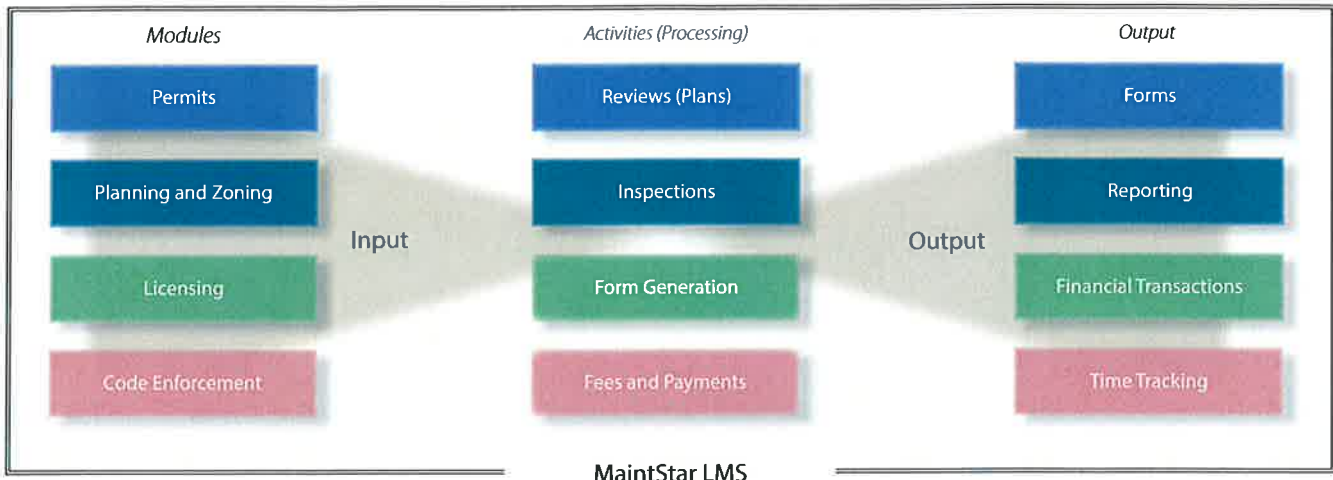 Modules
Activities (Processing)
Output
Permits
Reviews (Plans)
Forms
Planning and Zoning
Inspections
Reporting
Input
Output
Licensing
Form Generation
Financial Transactions
Code Enforcement
Fees and Payments
Time Tracking
MaintStar LMS